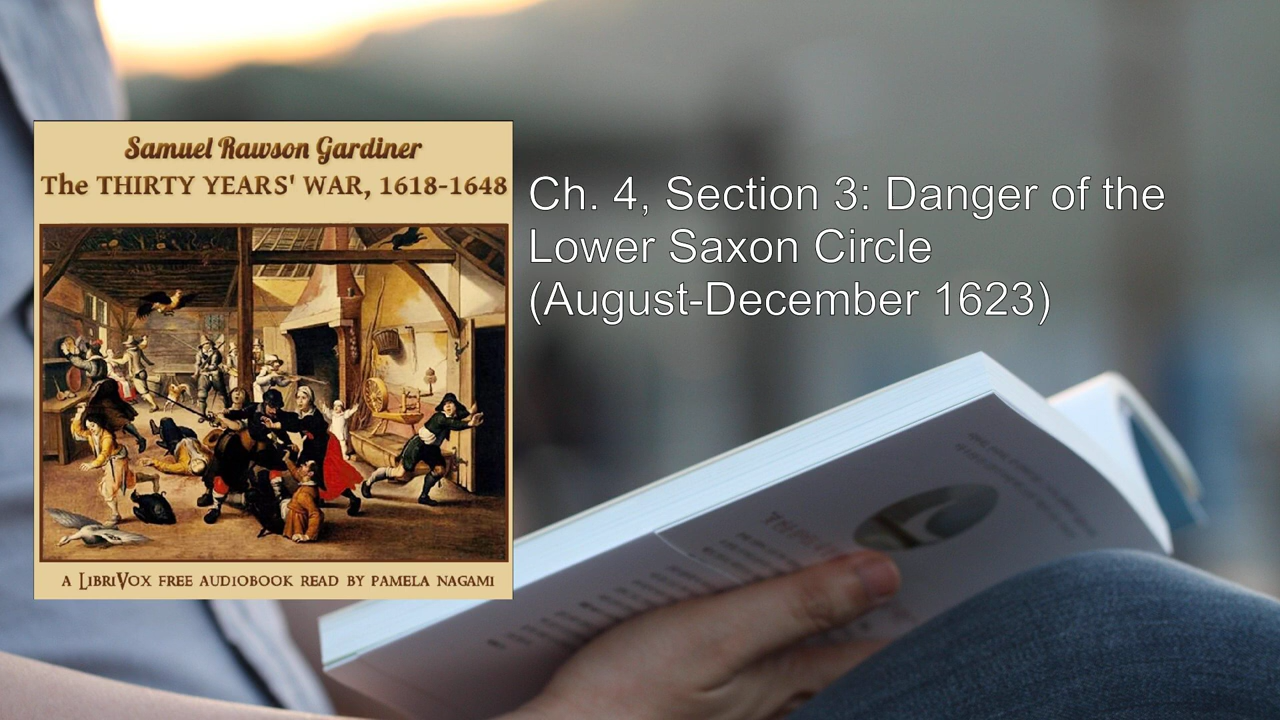 Samuel Rawson Gardiner
The THIRTY YEARS' WAR, 1618-1648
Ch. 4, Section 3: Danger of the
Lower Saxon Circle
(August-December 1623)
A LIBRIVOX FREE AUDIOBOOK READ BY PAMELA NAGAMI